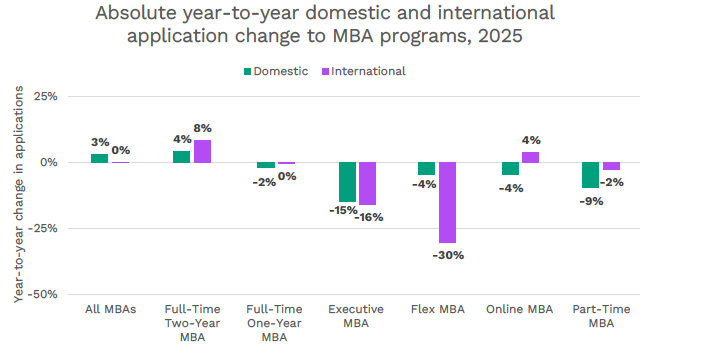 Absolute year-to-year domestic and international
application change to MBA programs, 2025
Domestic International
Year-to-year change in applications
25%
0%
-25%
-50%
3% 0%
4% 8%
-2% 0%
-15% -16%
-4% -30%
-4% 4%
-9% -2%
All MBAs
Full-Time
Two-Year
MBA
Full-Time
One-Year
MBA
Executive
MBA
Flex MBA
Online MBA
Part-Time
MBA